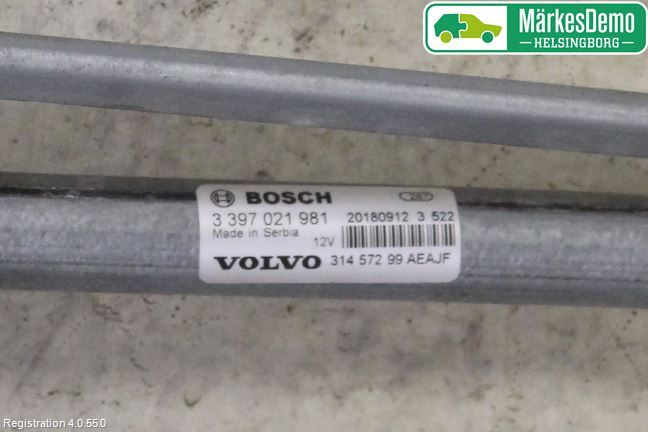 MärkesDemo
HELSINGBORG
BOSCH
3 397 021 981 20180912 3 522
Made in Serbia 12V
VOLVO 314 572 99 AEAJF
Registration 4.0.55.0